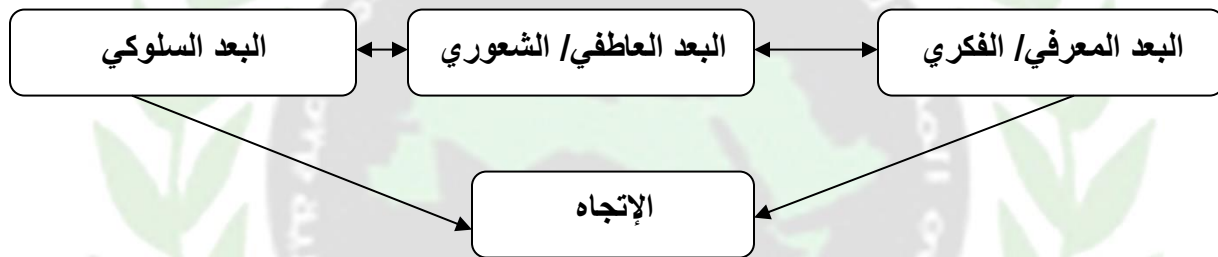 البعد المعرفي/ الفكري
البعد العاطفي/ الشعوري
البعد السلوكي
الإتجاه